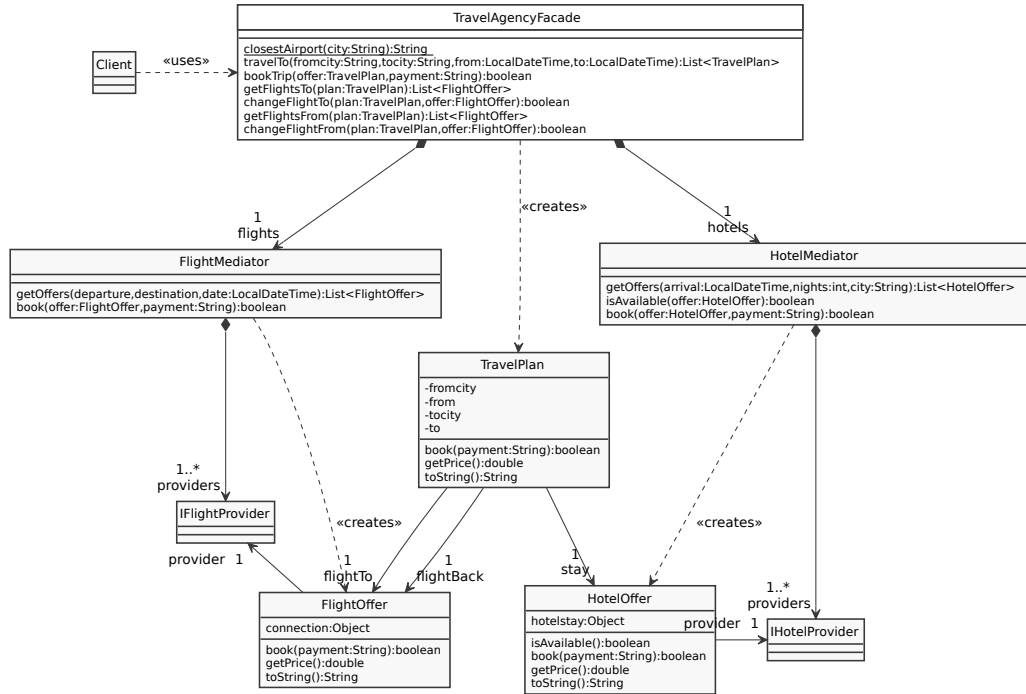 TravelAgencyFacade
closestAirport(city:String):String
travelTo(fromcity:String,tocity:String,from:LocalDateTime,to:LocalDateTime):List<TravelPlan>
bookTrip(offer:TravelPlan,payment:String):boolean
getFlightsTo(plan:TravelPlan):List<FlightOffer>
changeFlightTo(plan:TravelPlan,offer:FlightOffer):boolean
getFlightsFrom(plan:TravelPlan):List<FlightOffer>
changeFlightFrom(plan:TravelPlan,offer:FlightOffer):boolean
Client
«uses»
«creates»
1
flights
1
hotels
FlightMediator
getOffers(departure,destination,date:LocalDateTime):List<FlightOffer>
book(offer:FlightOffer,payment:String):boolean
HotelMediator
getOffers(arrival:LocalDateTime,nights:int,city:String):List<HotelOffer>
isAvailable(offer:HotelOffer):boolean
book(offer:HotelOffer,payment:String):boolean
TravelPlan
-fromcity
-from
-tocity
-to
book(payment:String):boolean
getPrice():double
toString():String
1..*
providers
IFlightProvider
«creates»
«creates»
provider 1
1
flightTo
1
flightBack
1
stay
1..*
providers
FlightOffer
connection:Object
book(payment:String):boolean
getPrice():double
toString():String
HotelOffer
hotelstay:Object
isAvailable():boolean
book(payment:String):boolean
getPrice():double
toString():String
provider 1
IHotelProvider